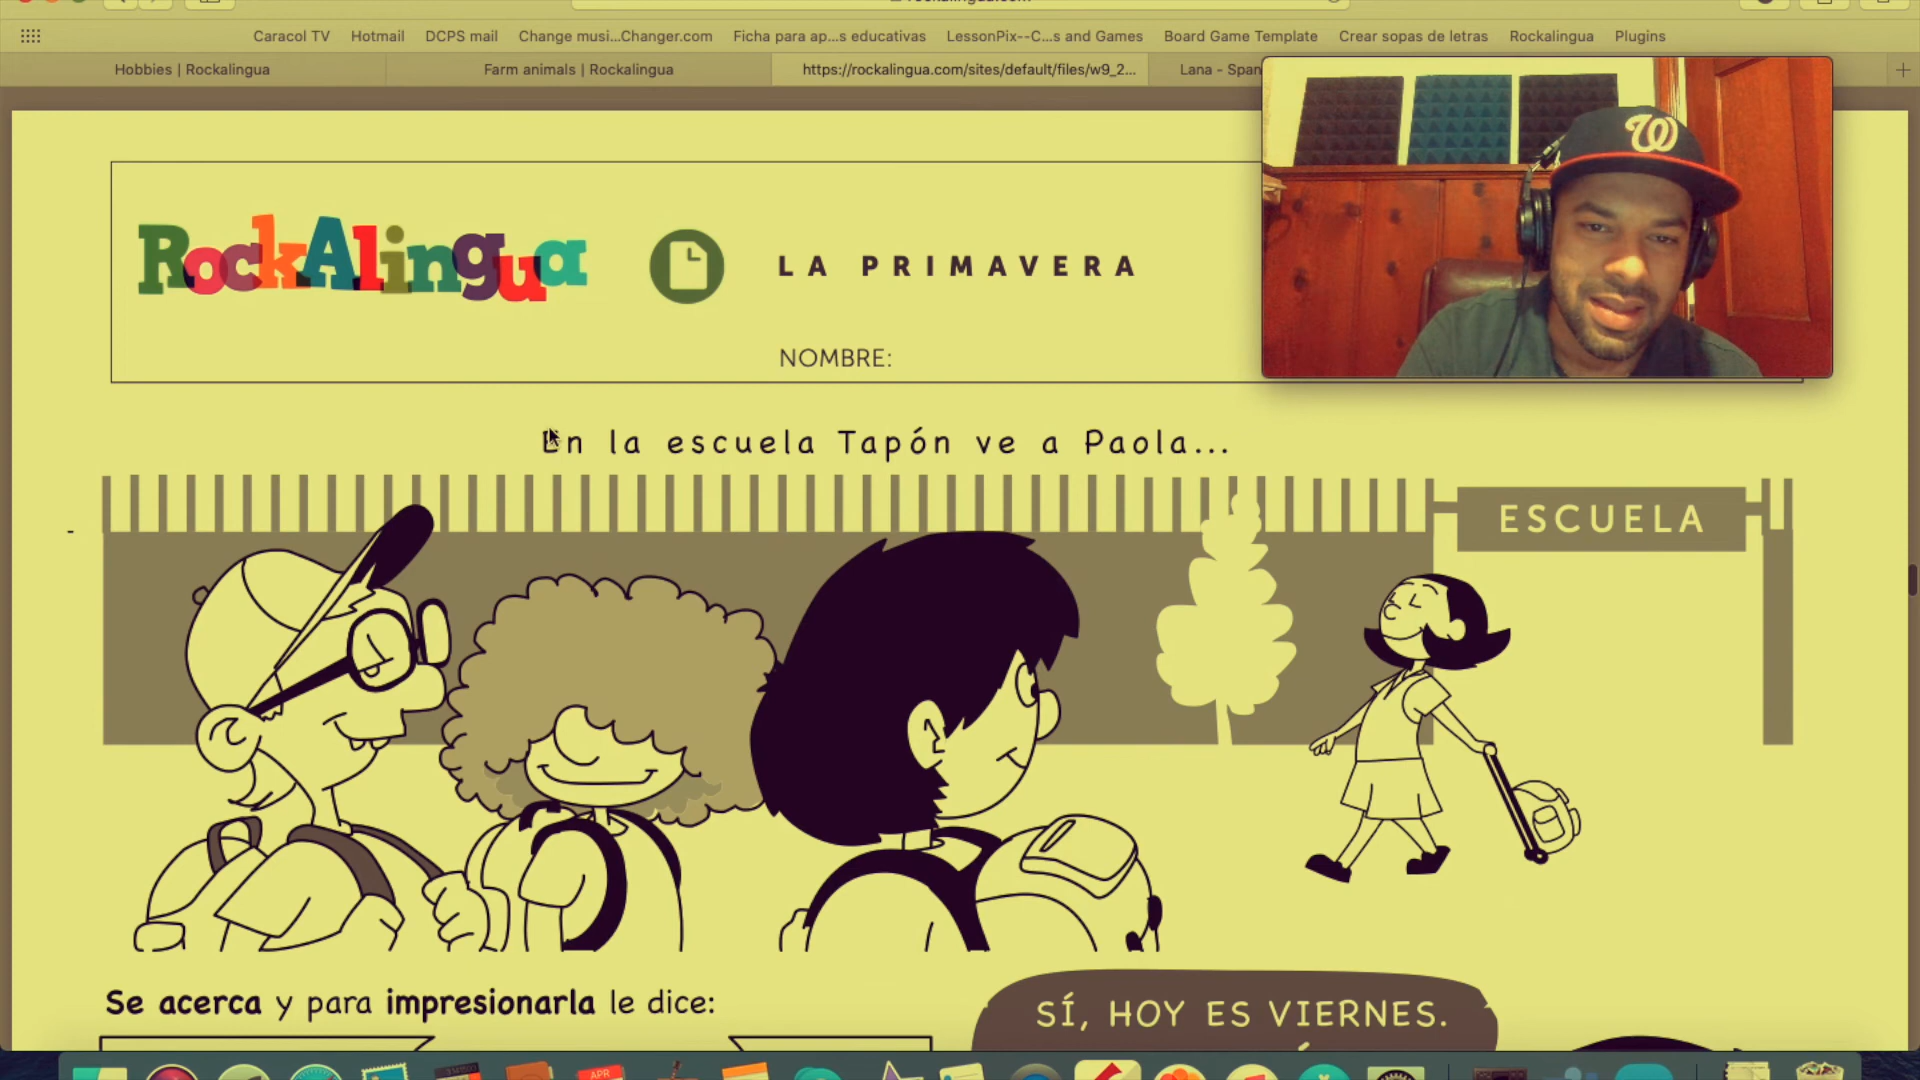 rockalingua.com
Caracol TV Hotmail DCPS mail Change musi...Changer.com Ficha para ap...s educativas LessonPix--C...s and Games Board Game Template Crear sopas de letras Rockalingua Plugins
Hobbies | Rockalingua Farm animals | Rockalingua https://rockalingua.com/sites/default/files/w9_2... Lana - Span
W
RockAlingua LA PRIMAVERA
NOMBRE:
En la escuela Tapón ve a Paola...
ESCUELA
Se acerca y para impresionarla le dice:
SÍ, HOY ES VIERNES.
APR